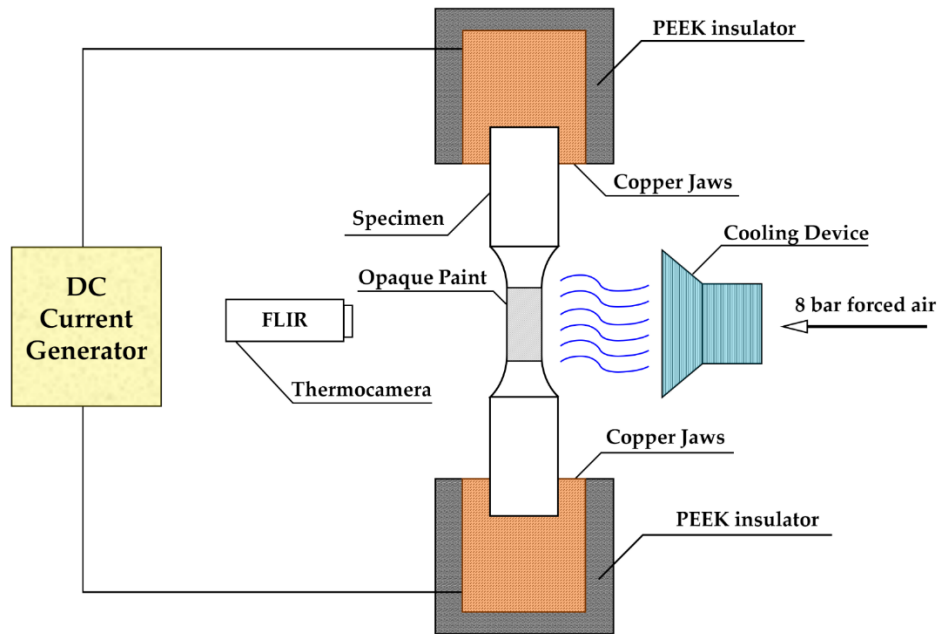 PEEK insulator
Copper Jaws
Specimen
Cooling Device
Opaque Paint
DC
Current
Generator
FLIR
8 bar forced air
Thermocamera
Copper Jaws
PEEK insulator